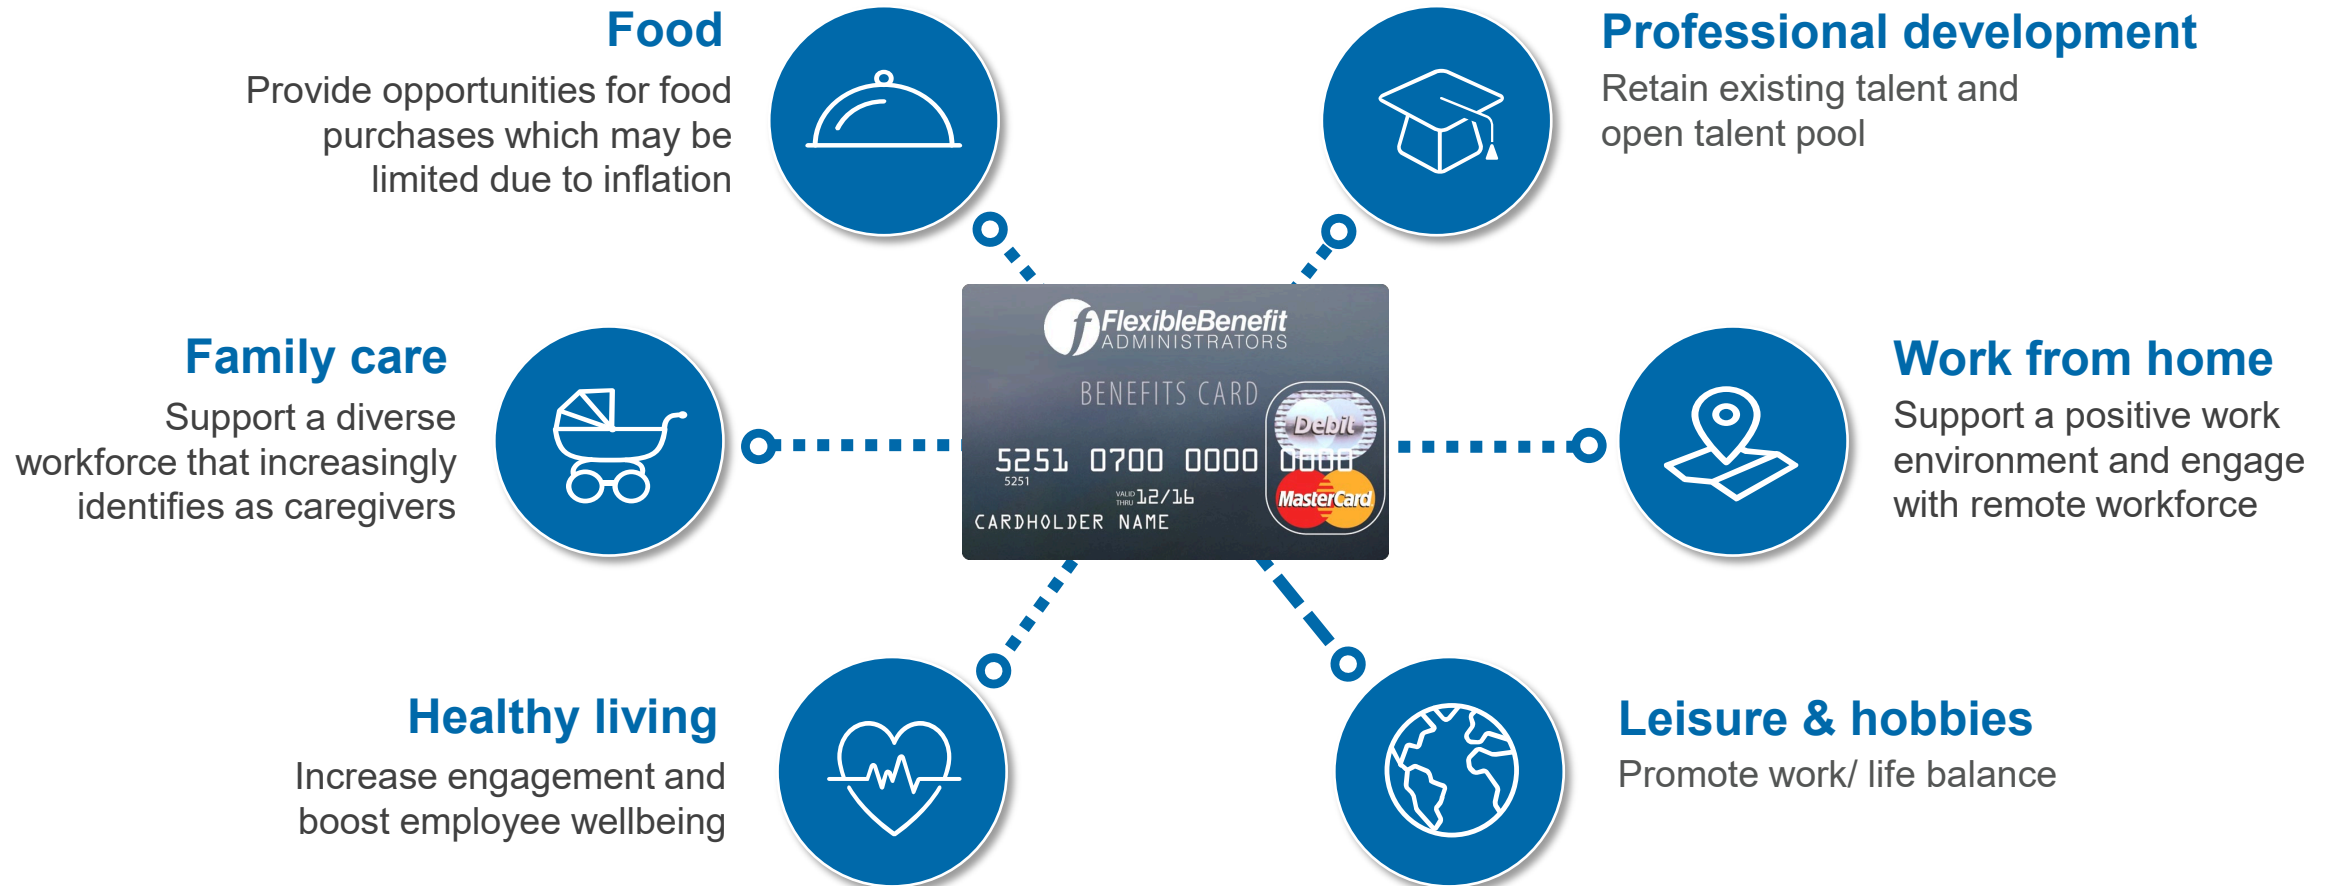 Food
Provide opportunities for food
purchases which may be
limited due to inflation
Professional development
Retain existing talent and
open talent pool
Family care
Support a diverse
workforce that increasingly
identifies as caregivers
f FlexibleBenefit
ADMINISTRATORS
BENEFITS CARD
Debit
5251 0700 0000 0000
5251
VALID
THRU 12/16
CARDHOLDER NAME
MasterCard
Work from home
Support a positive work
environment and engage
with remote workforce
Healthy living
Increase engagement and
boost employee wellbeing
Leisure & hobbies
Promote work/ life balance